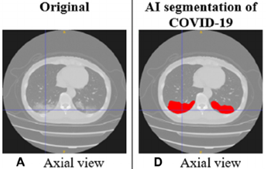 Original
AI segmentation of
COVID-19
A Axial view
D Axial view